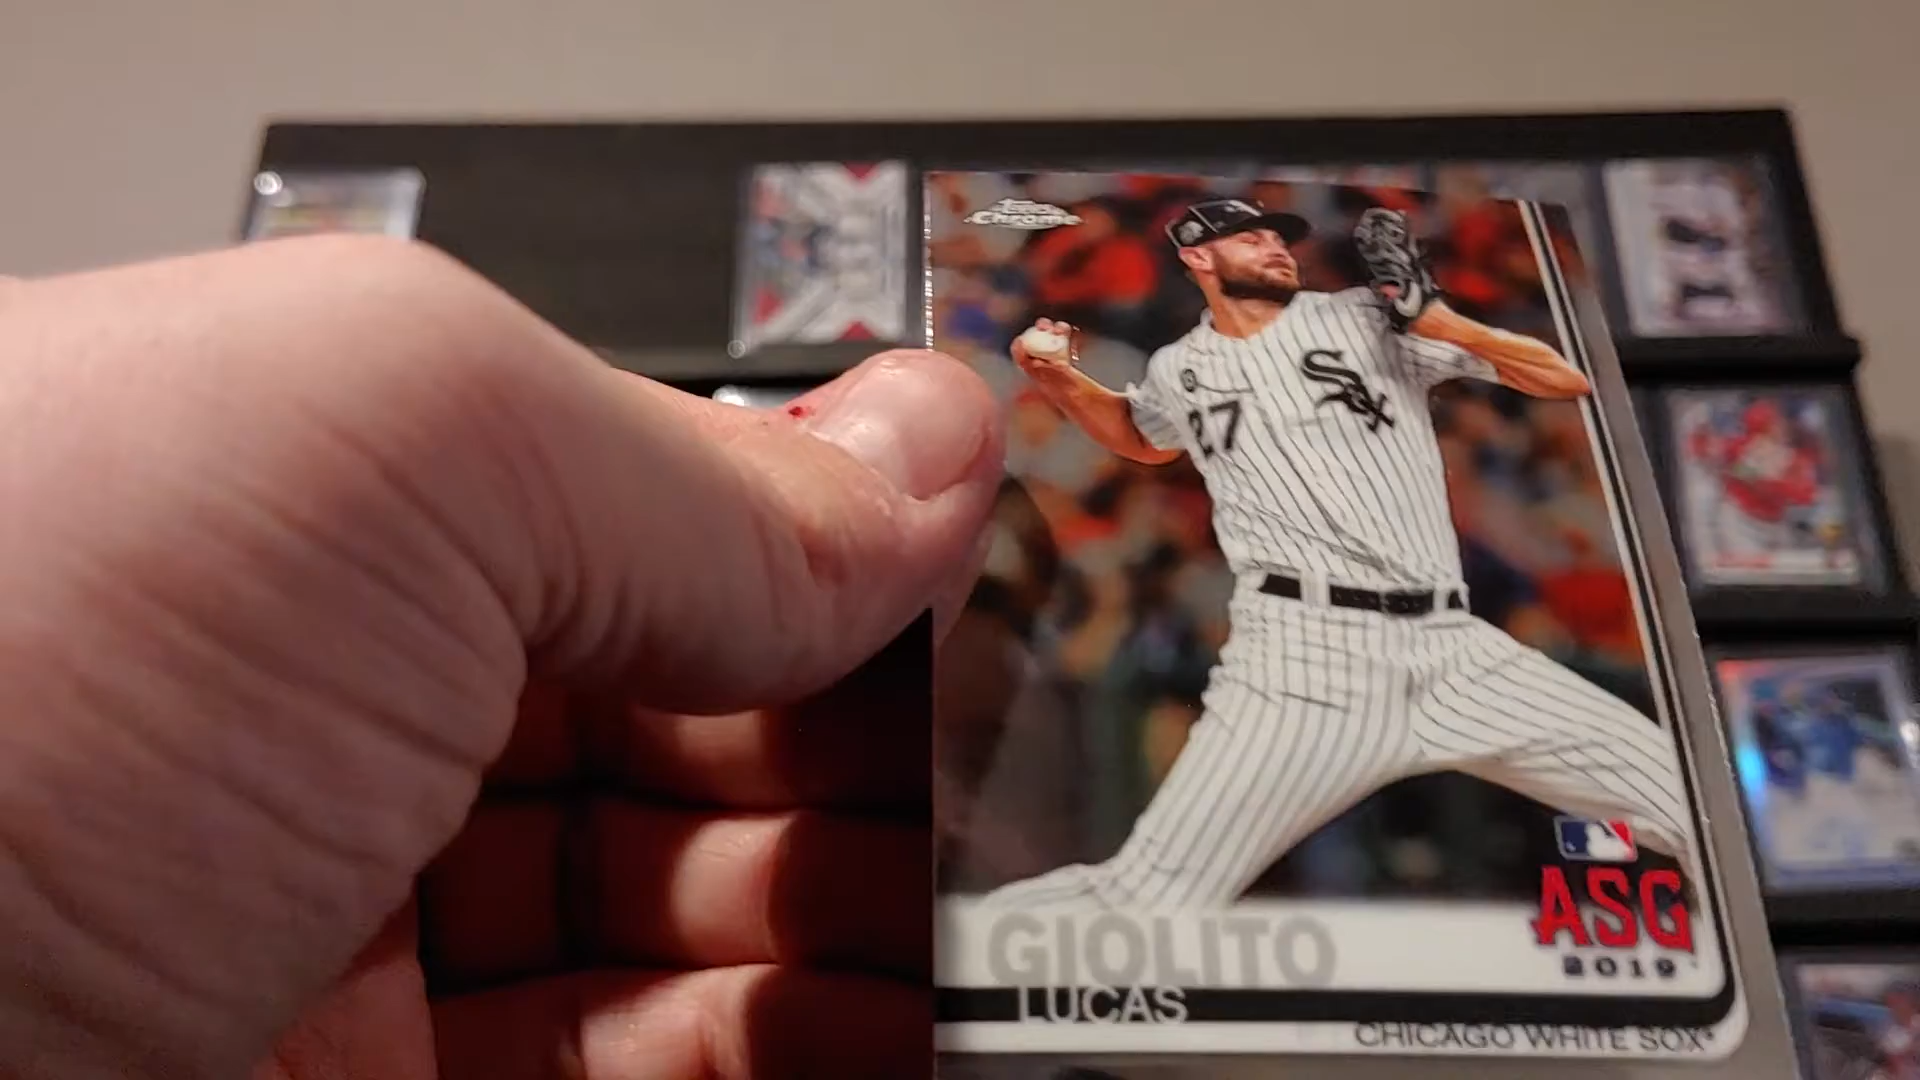 Topps
Chrome
Sox
27
ASG
2019
GIOLITO
LUCAS
CHICAGO WHITE SOX